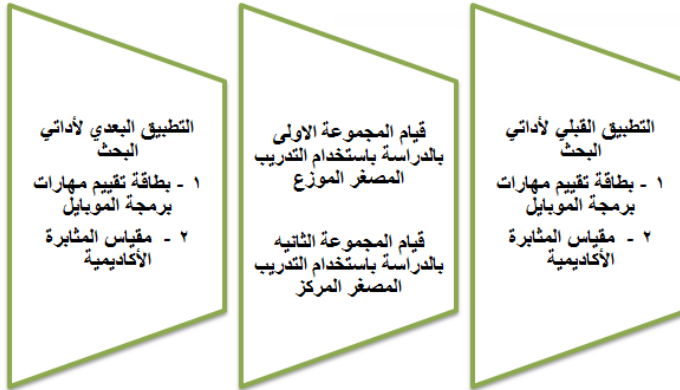 التطبيق القبلي لأداتي
البحث
١ - بطاقة تقييم مهارات
برمجة الموبايل
٢ - مقياس المثابرة
الأكاديمية
قيام المجموعة الاولى
بالدراسة باستخدام التدريب
المصغر الموزع
قيام المجموعة الثانيه
بالدراسة باستخدام التدريب
المصغر المركز
التطبيق البعدي لأداتي
البحث
١ - بطاقة تقييم مهارات
برمجة الموبايل
٢ - مقياس المثابرة
الأكاديمية